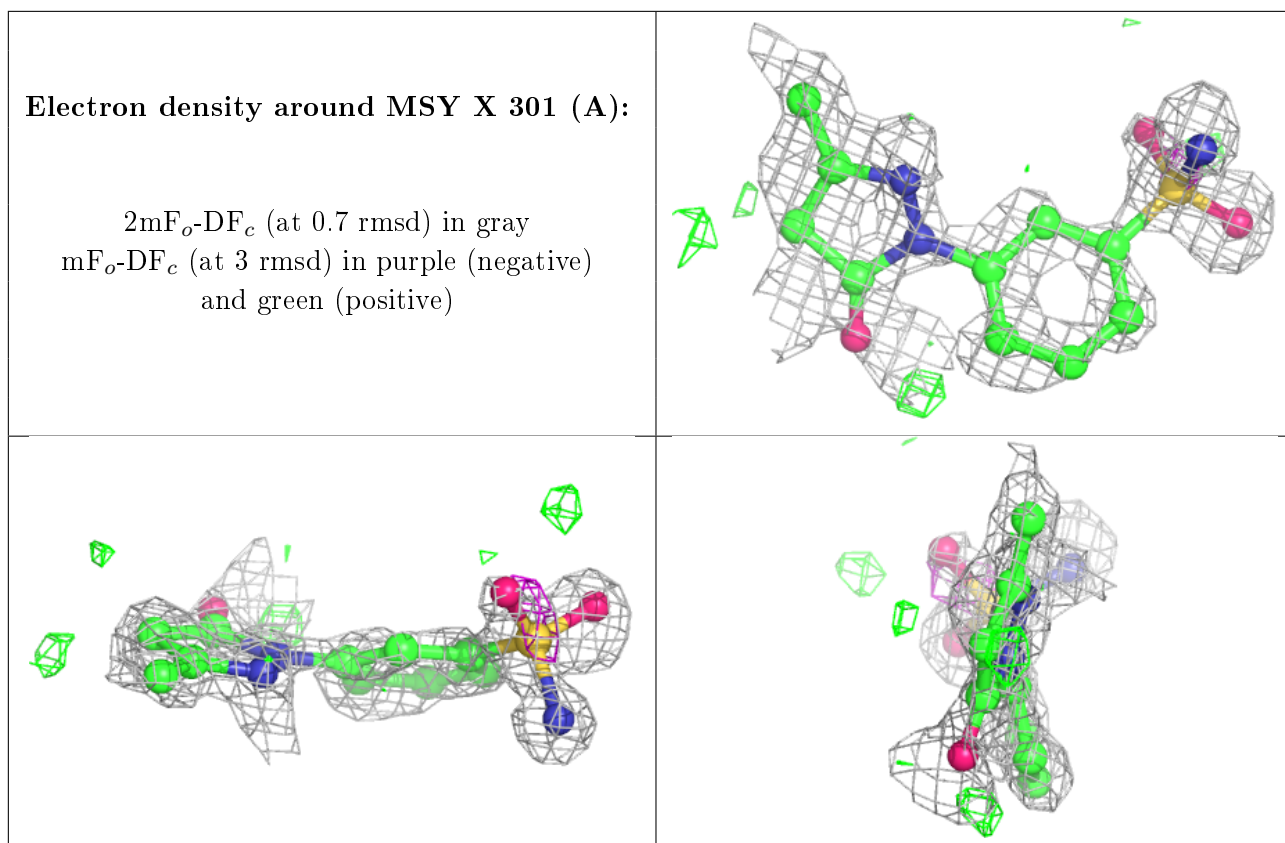 Electron density around MSY X 301 (A):
2mFₒ-DF𝒸 (at 0.7 rmsd) in gray
mFₒ-DF𝒸 (at 3 rmsd) in purple (negative)
and green (positive)